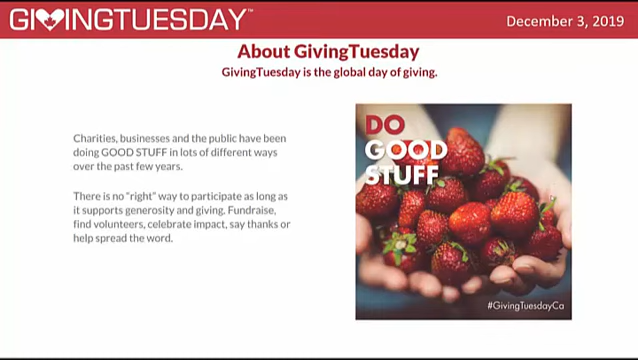 GIVINGTUESDAY™
December 3, 2019
About GivingTuesday
GivingTuesday is the global day of giving.
Charities, businesses and the public have been
doing GOOD STUFF in lots of different ways
over the past few years.
There is no "right" way to participate as long as
it supports generosity and giving. Fundraise,
find volunteers, celebrate impact, say thanks or
help spread the word.
DO
GOOD
STUFF
#GivingTuesdayCa